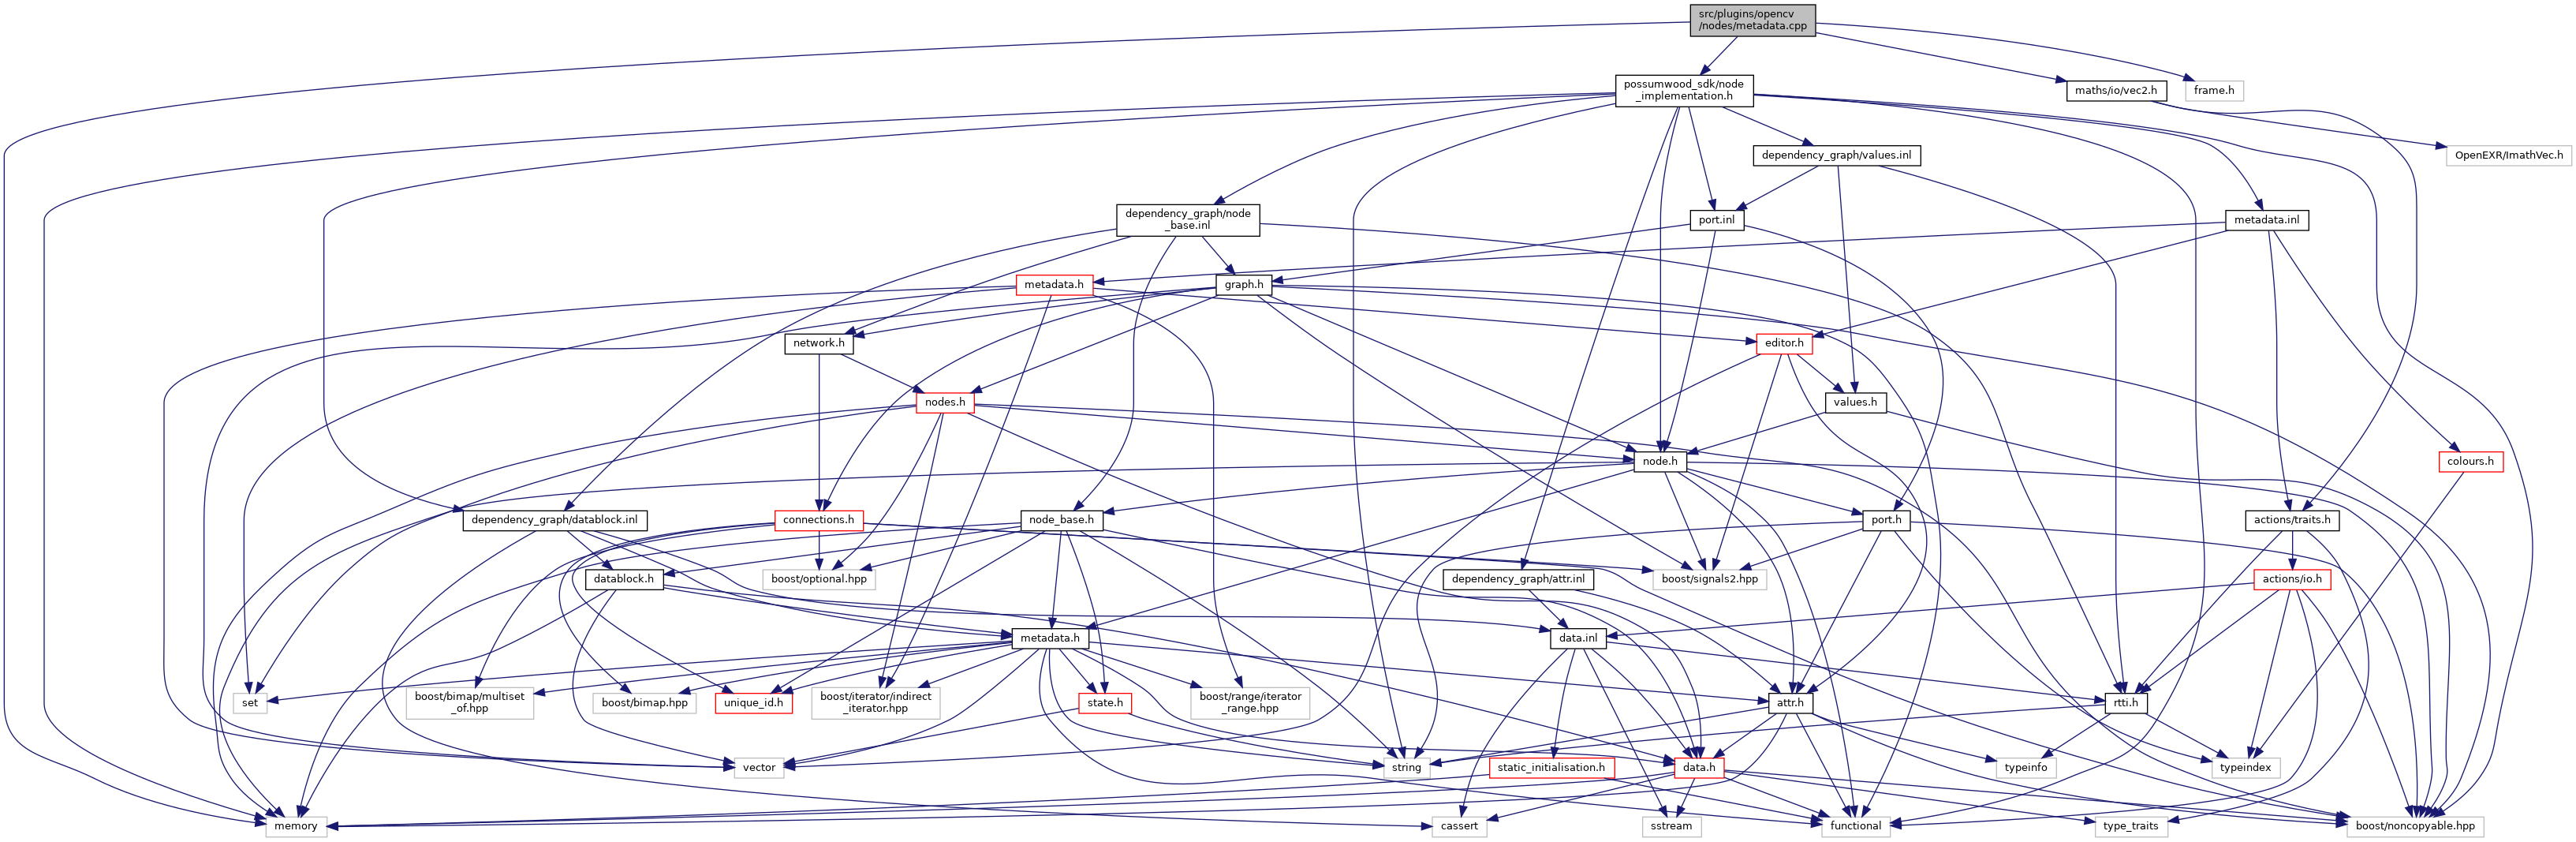 src/plugins/opencv
/nodes/metadata.cpp
possumwood_sdk/node
_implementation.h
maths/io/vec2.h
frame.h
dependency_graph/values.inl
OpenEXR/ImathVec.h
dependency_graph/node
_base.inl
port.inl
metadata.inl
metadata.h
graph.h
network.h
editor.h
nodes.h
values.h
node.h
colours.h
dependency_graph/datablock.inl
connections.h
node_base.h
port.h
actions/traits.h
datablock.h
boost/optional.hpp
dependency_graph/attr.inl
boost/signals2.hpp
actions/io.h
metadata.h
data.inl
set
boost/bimap/multiset
_of.hpp
boost/bimap.hpp
unique_id.h
boost/iterator/indirect
_iterator.hpp
state.h
boost/range/iterator
_range.hpp
attr.h
rtti.h
vector
string
static_initialisation.h
data.h
typeinfo
typeindex
memory
cassert
sstream
functional
type_traits
boost/noncopyable.hpp